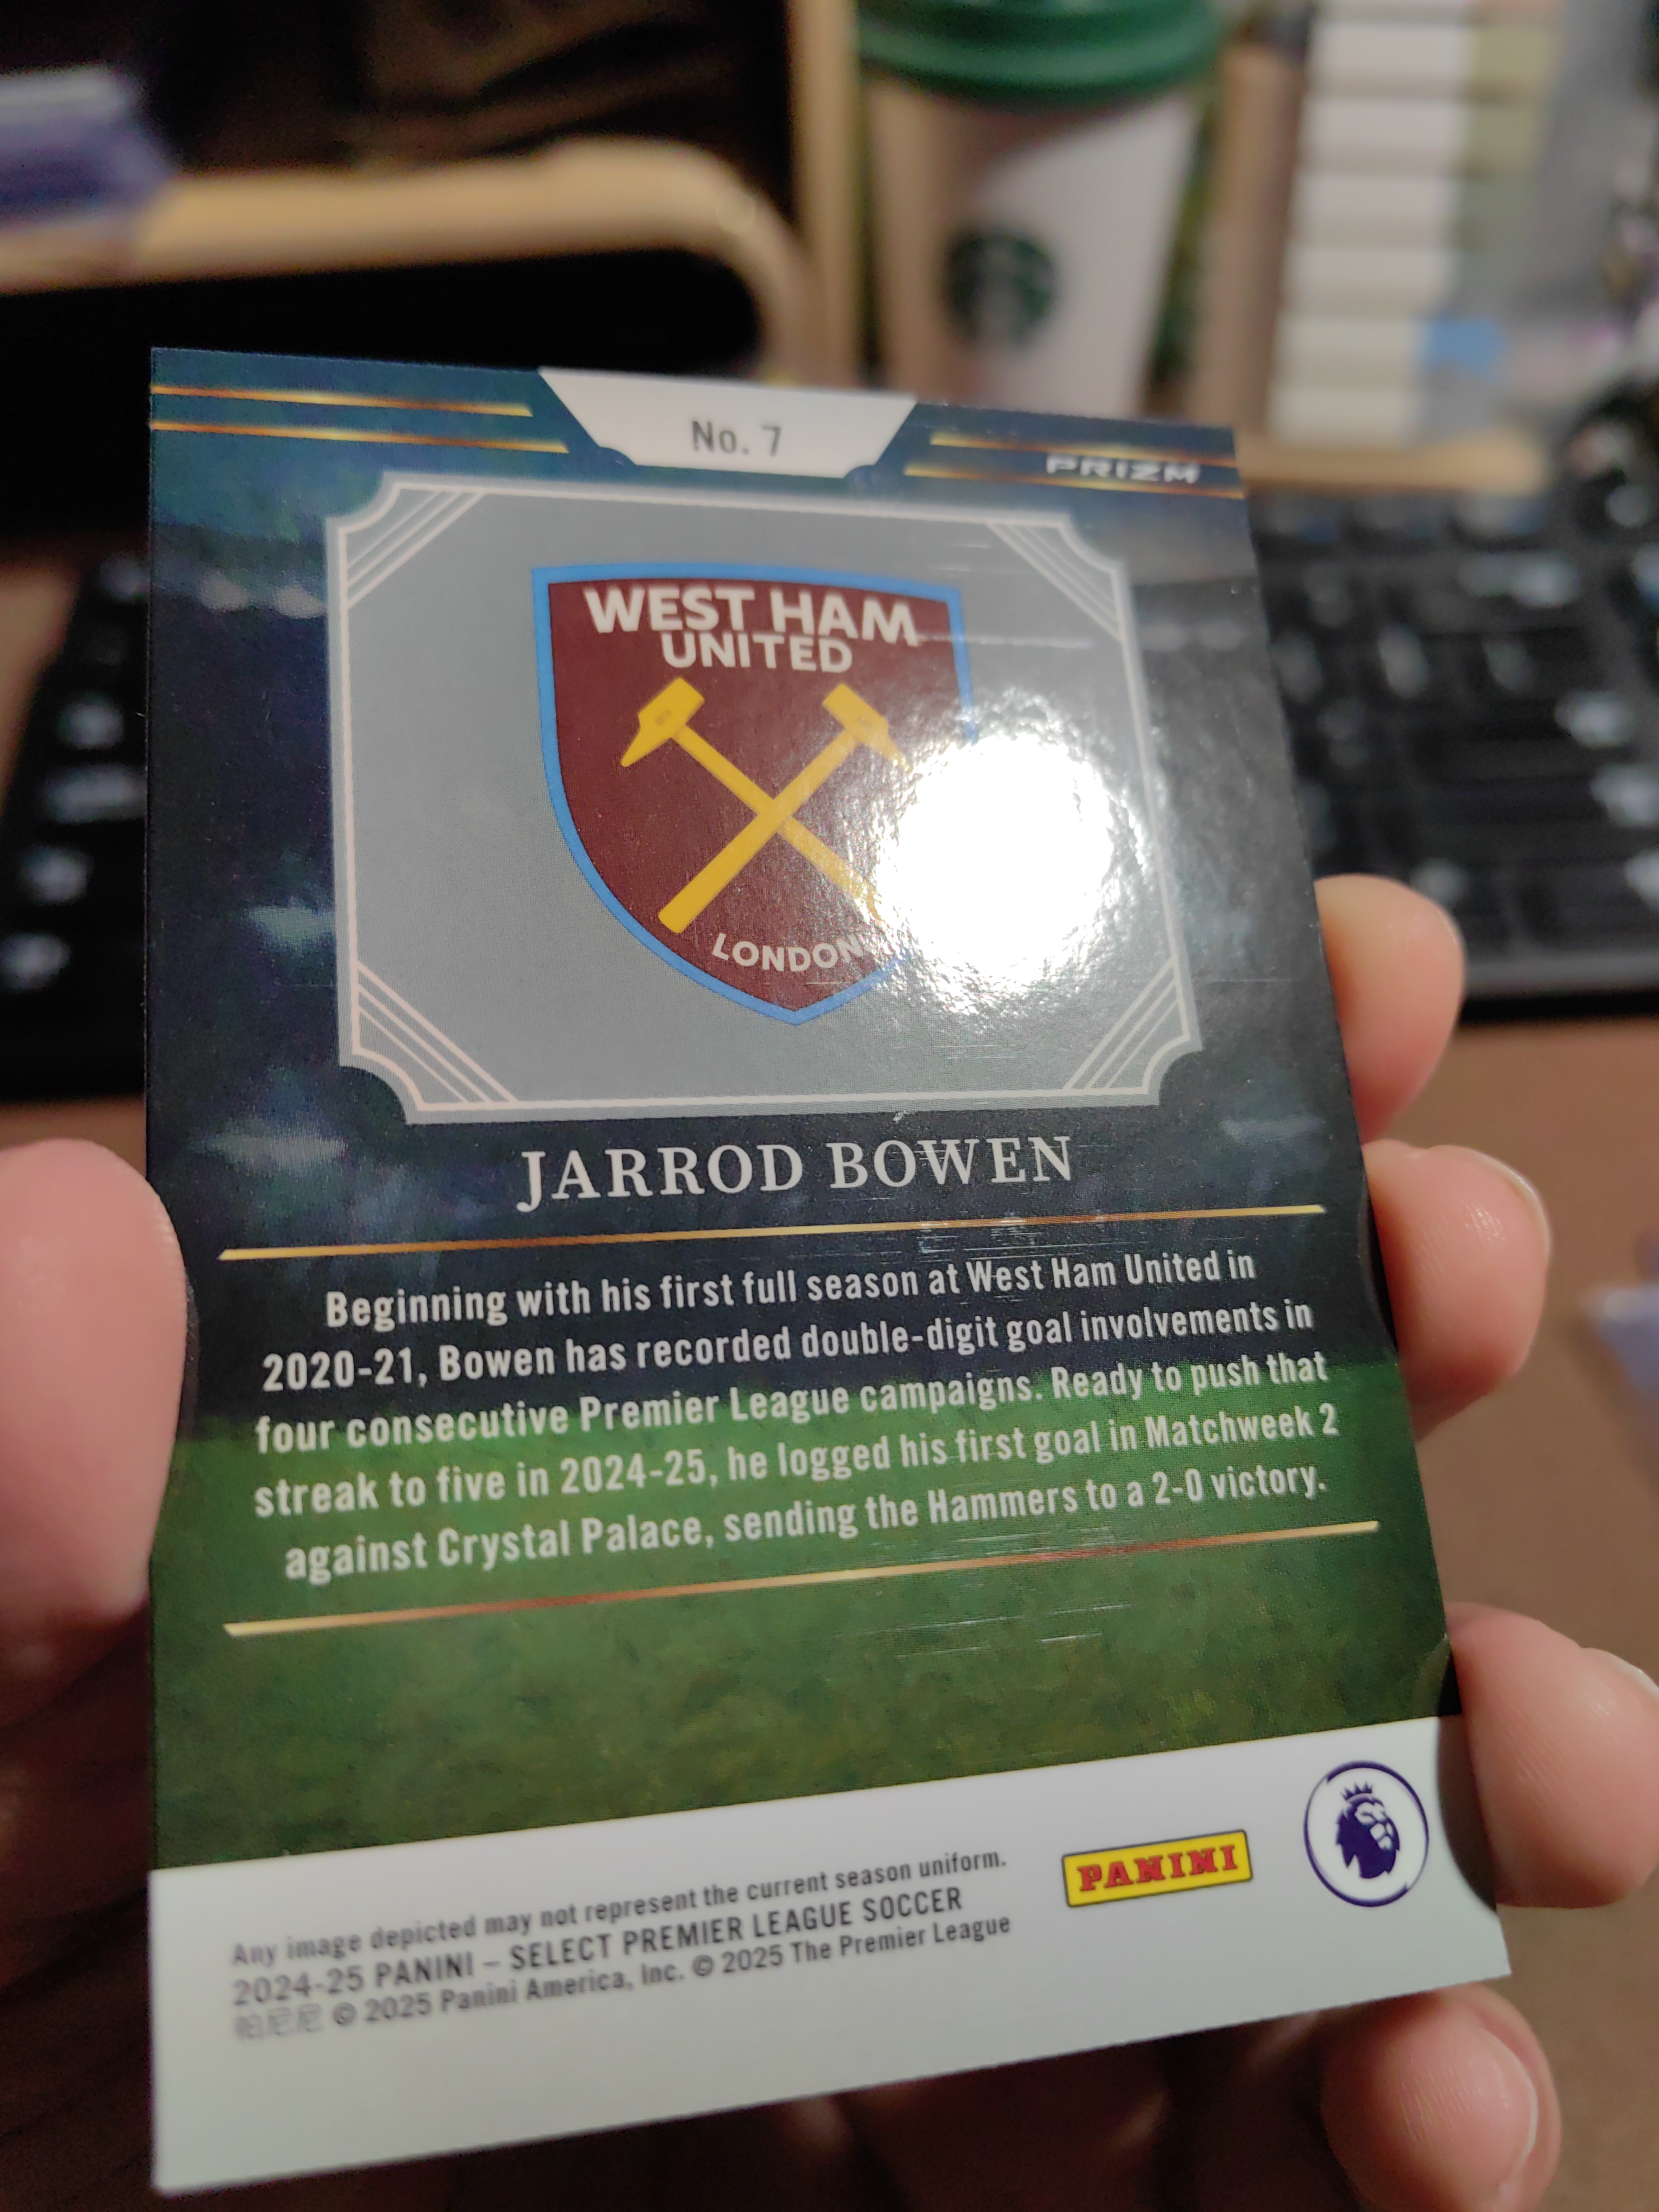 No. 7
PRIZM
WEST HAM
UNITED
LONDON
JARROD BOWEN
Beginning with his first full season at West Ham United in
2020-21, Bowen has recorded double-digit goal involvements in
four consecutive Premier League campaigns. Ready to push that
streak to five in 2024-25, he logged his first goal in Matchweek 2
against Crystal Palace, sending the Hammers to a 2-0 victory.
Any image depicted may not represent the current season uniform.
2024-25 PANINI – SELECT PREMIER LEAGUE SOCCER
帕尼尼 © 2025 Panini America, Inc. © 2025 The Premier League
PANINI